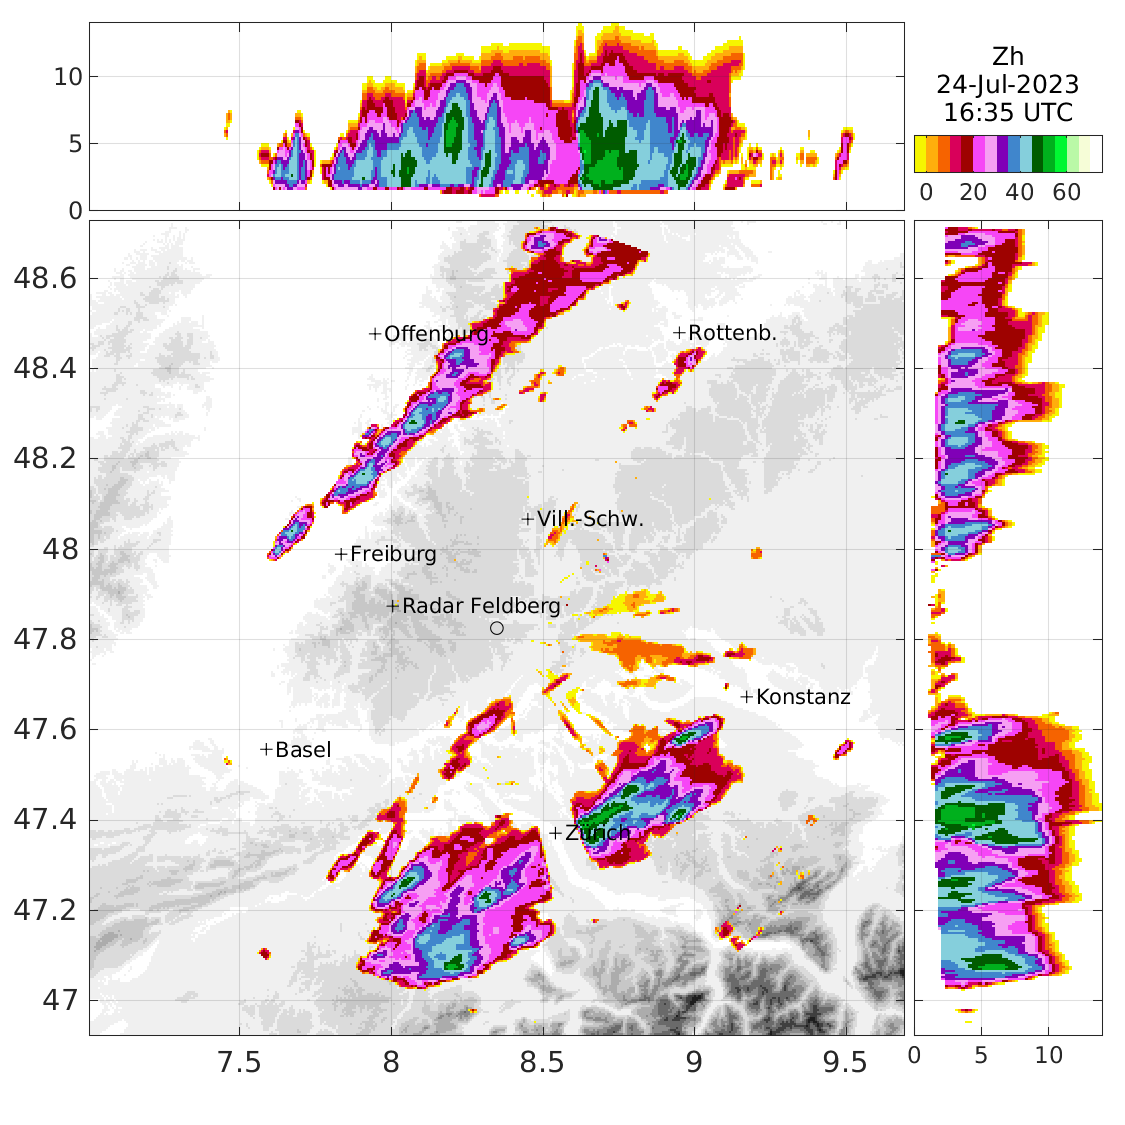 Zh
24-Jul-2023
16:35 UTC
10
5
0
0 20 40 60
48.6
48.4
48.2
48
47.8
47.6
47.4
47.2
47
+Offenburg
+Rottenb.
+Vill.-Schw.
+Freiburg
+Radar Feldberg
+Konstanz
+Basel
+Zürich
7.5 8 8.5 9 9.5
0 5 10